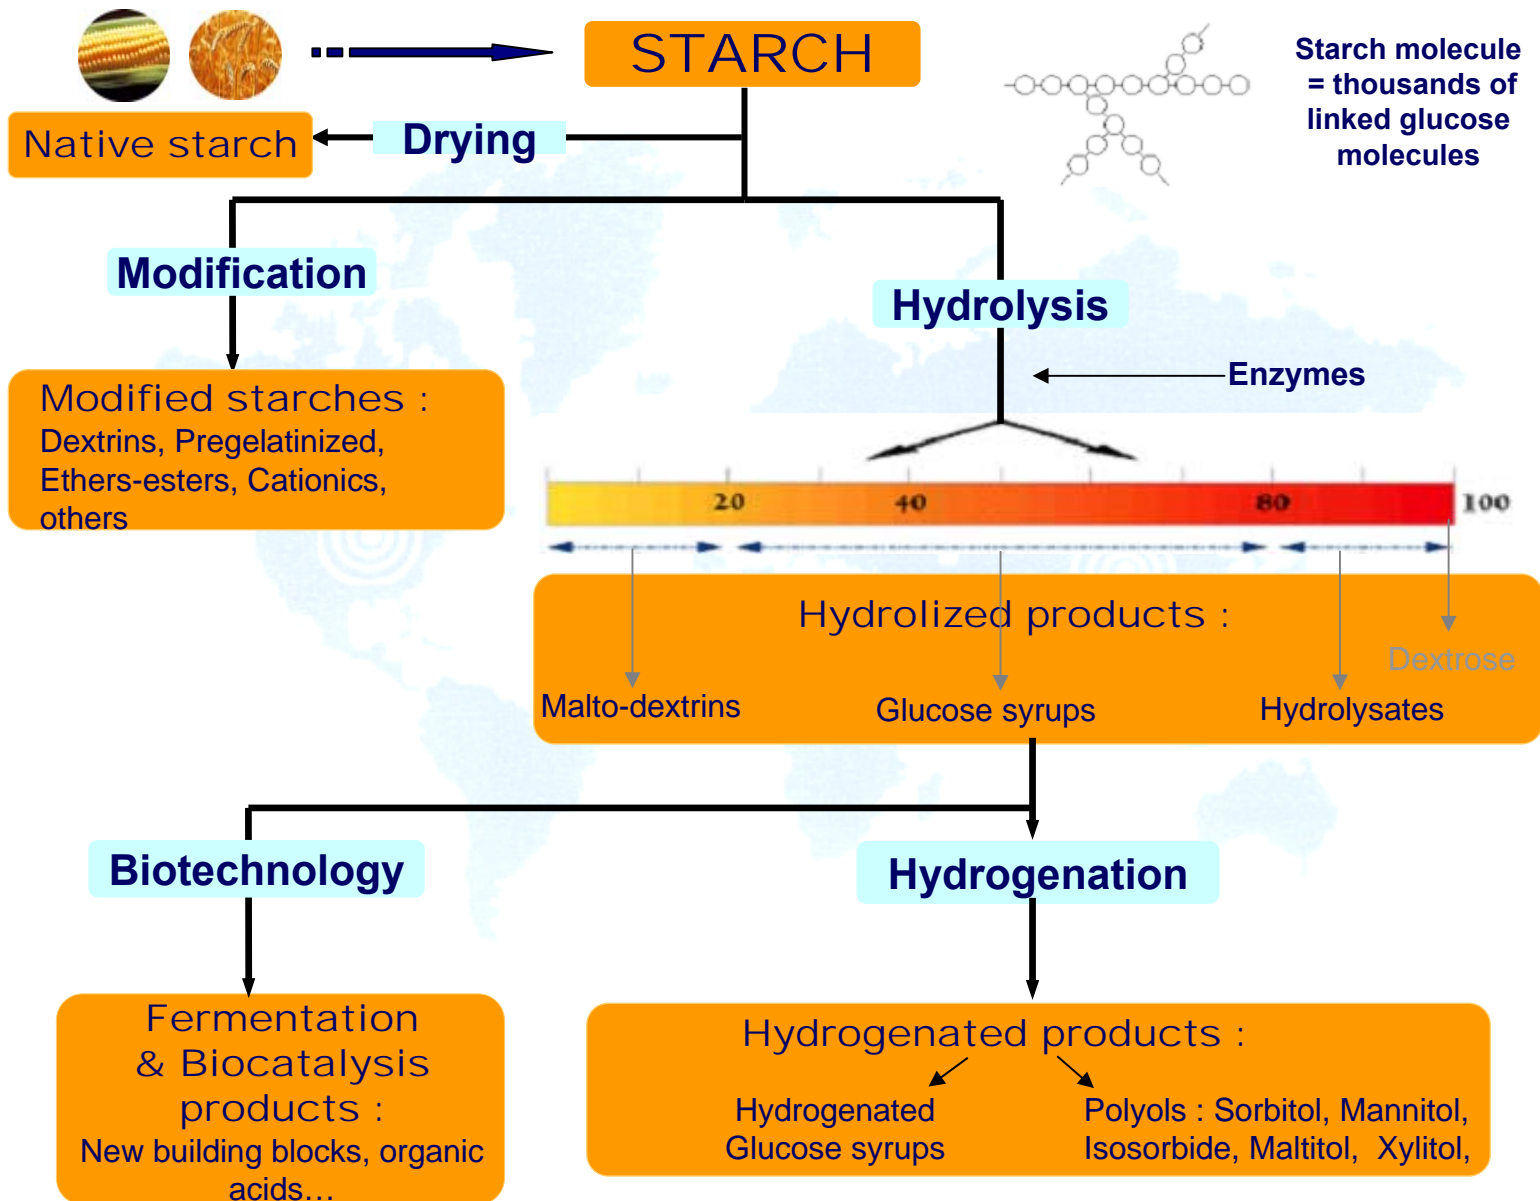 STARCH
Starch molecule
= thousands of
linked glucose
molecules
Native starch
Drying
Modification
Hydrolysis
Enzymes
Modified starches :
Dextrins, Pregelatinized,
Ethers-esters, Cationics,
others
20 40 80 100
Hydrolized products :
Dextrose
Malto-dextrins
Glucose syrups
Hydrolysates
Biotechnology
Hydrogenation
Fermentation
& Biocatalysis
products :
New building blocks, organic
acids…
Hydrogenated products :
Hydrogenated
Glucose syrups
Polyols : Sorbitol, Mannitol,
Isosorbide, Maltitol, Xylitol,